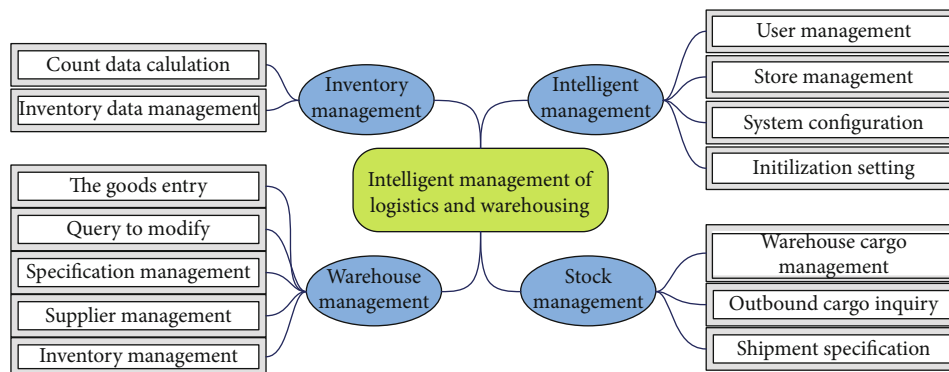 Count data calulation
Inventory data management
Inventory
management
Intelligent
management
User management
Store management
System configuration
Initilization setting
Intelligent management of
logistics and warehousing
The goods entry
Query to modify
Specification management
Supplier management
Inventory management
Warehouse
management
Stock
management
Warehouse cargo
management
Outbound cargo inquiry
Shipment specification